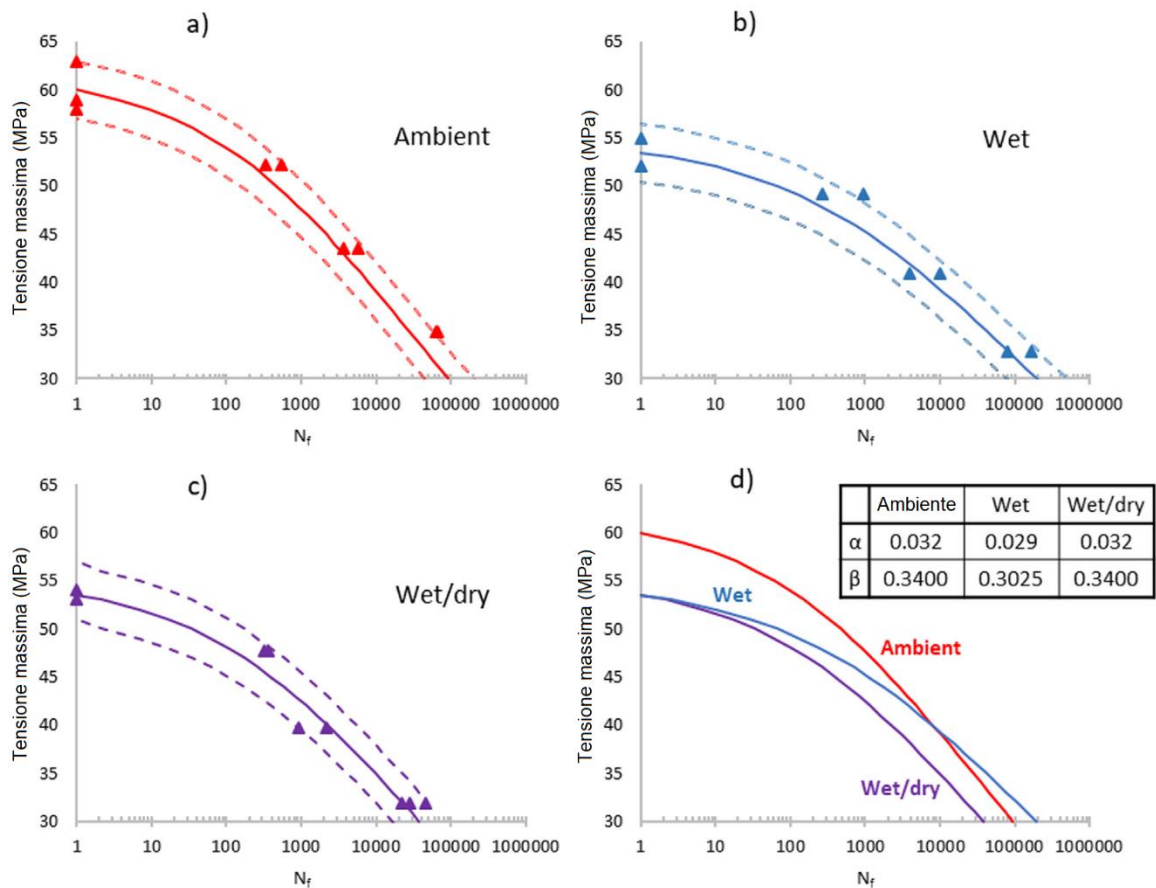 a)
65
60
55
50
45
40
35
30
Tensione massima (MPa)
Ambient
1 10 100 1000 10000 100000 1000000
Nf
b)
65
60
55
50
45
40
35
30
Tensione massima (MPa)
Wet
1 10 100 1000 10000 100000 1000000
Nf
c)
65
60
55
50
45
40
35
30
Tensione massima (MPa)
Wet/dry
1 10 100 1000 10000 100000 1000000
Nf
d)
65
60
55
50
45
40
35
30
Tensione massima (MPa)
Ambiente Wet Wet/dry
α 0.032 0.029 0.032
β 0.3400 0.3025 0.3400
Wet
Ambient
Wet/dry
1 10 100 1000 10000 100000 1000000
Nf